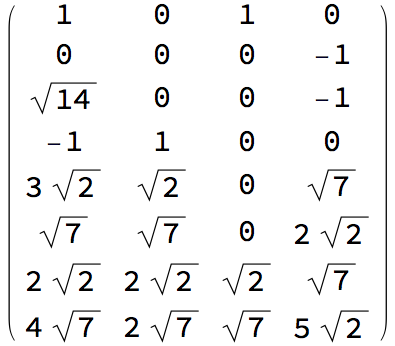 1 0 1 0
0 0 0 -1
√14 0 0 -1
-1 1 0 0
3 √2 √2 0 √7
√7 √7 0 2 √2
2 √2 2 √2 √2 √7
4 √7 2 √7 √7 5 √2